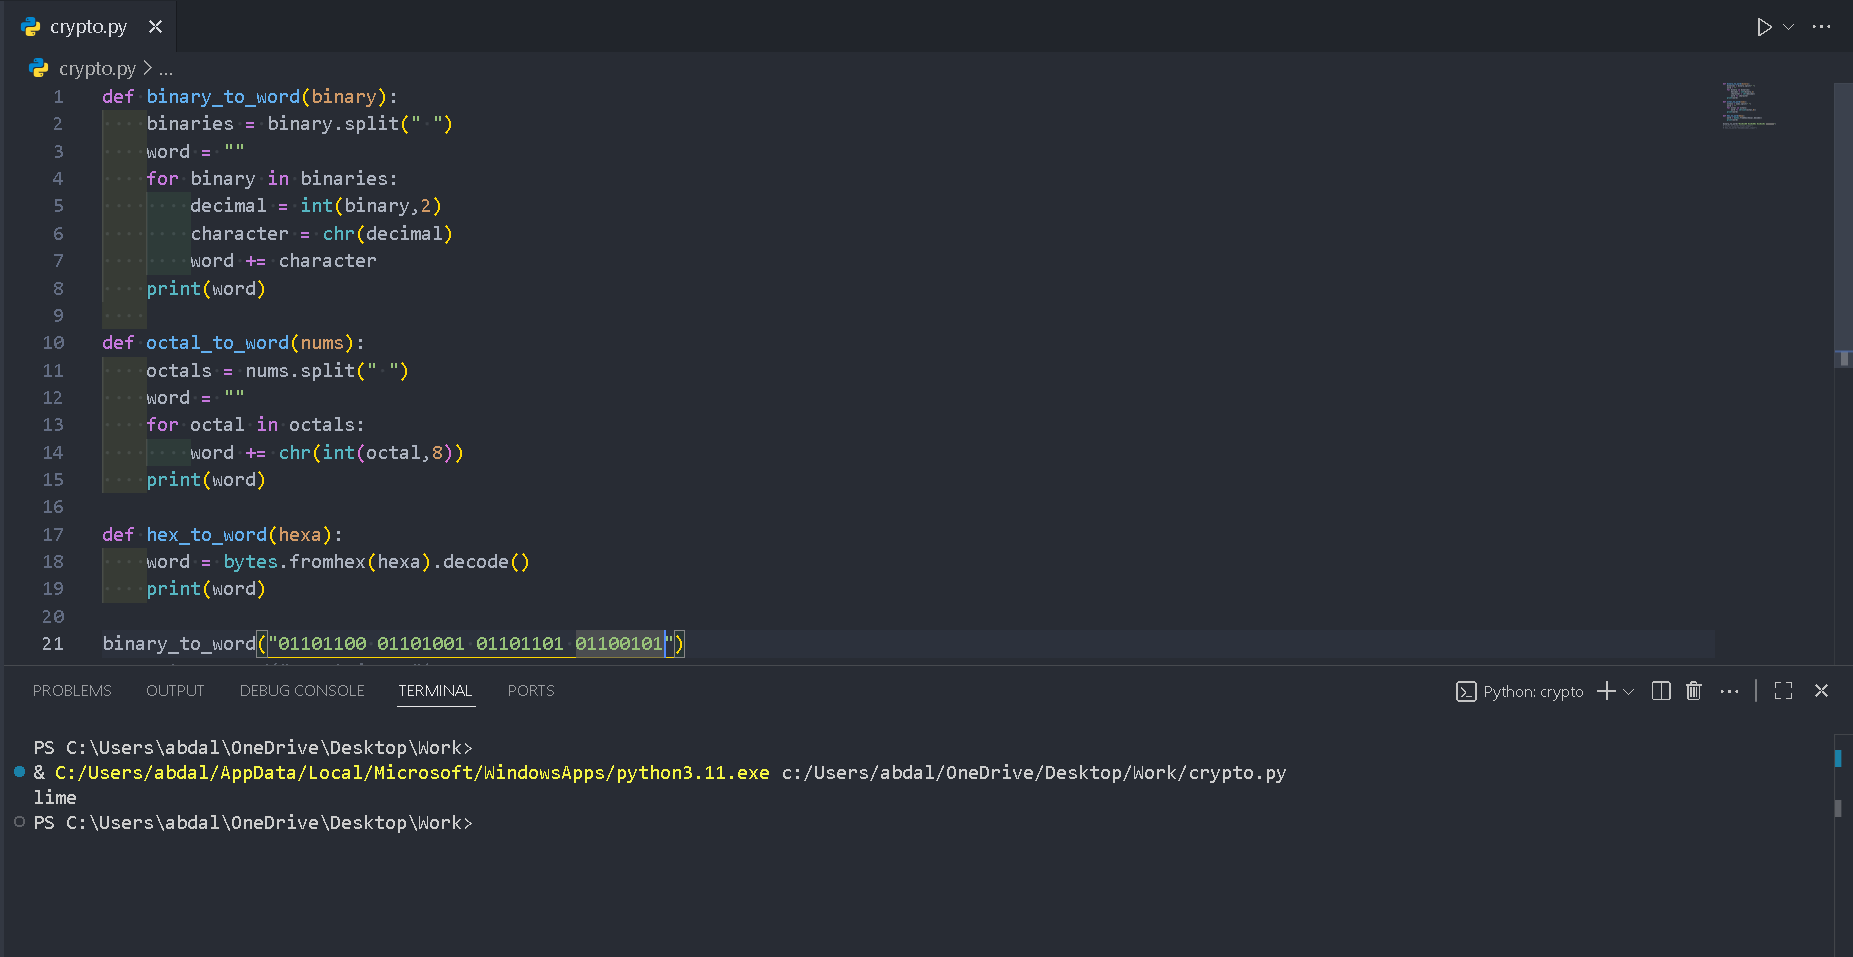 crypto.py
crypto.py > ...
1 def binary_to_word(binary):
2     binaries = binary.split(" ")
3     word = ""
4     for binary in binaries:
5         decimal = int(binary,2)
6         character = chr(decimal)
7         word += character
8     print(word)
9
10 def octal_to_word(nums):
11     octals = nums.split(" ")
12     word = ""
13     for octal in octals:
14         word += chr(int(octal,8))
15     print(word)
16
17 def hex_to_word(hexa):
18     word = bytes.fromhex(hexa).decode()
19     print(word)
20
21 binary_to_word("01101100 01101001 01101101 01100101")
PROBLEMS OUTPUT DEBUG CONSOLE TERMINAL PORTS Python: crypto
PS C:\Users\abdal\OneDrive\Desktop\Work>
& C:/Users/abdal/AppData/Local/Microsoft/WindowsApps/python3.11.exe c:/Users/abdal/OneDrive/Desktop/Work/crypto.py
lime
PS C:\Users\abdal\OneDrive\Desktop\Work>